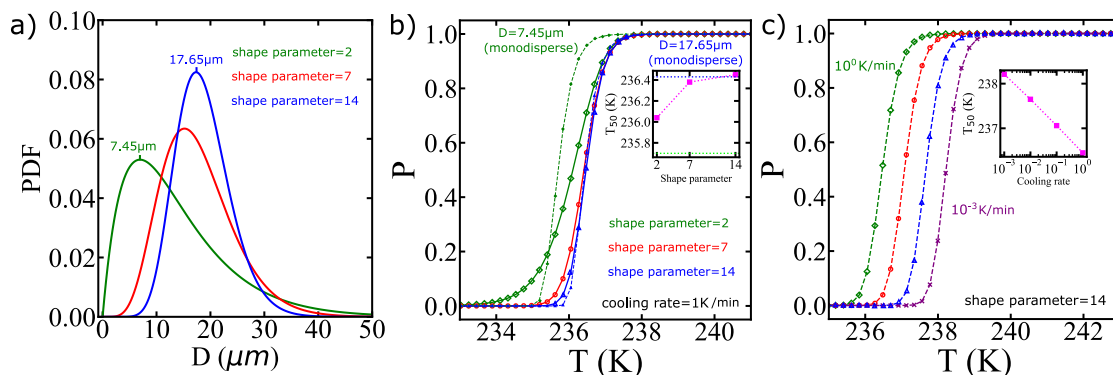 a)
17.65μm
shape parameter=2
shape parameter=7
shape parameter=14
7.45μm
PDF
0.10
0.08
0.06
0.04
0.02
0.00
0
10
20
30
40
50
D (μm)
b)
D=7.45μm
(monodisperse)
D=17.65μm
(monodisperse)
P
1.0
0.8
0.6
0.4
0.2
0.0
T50 (K)
236.4
236.2
236.0
235.8
2
7
14
Shape parameter
shape parameter=2
shape parameter=7
shape parameter=14
cooling rate=1K/min
234
236
238
240
T (K)
c)
10⁰K/min
P
1.0
0.8
0.6
0.4
0.2
0.0
T50 (K)
238
237
10⁻³
10⁻²
10⁻¹
10⁰
Cooling rate
10⁻³K/min
shape parameter=14
236
238
240
242
T (K)